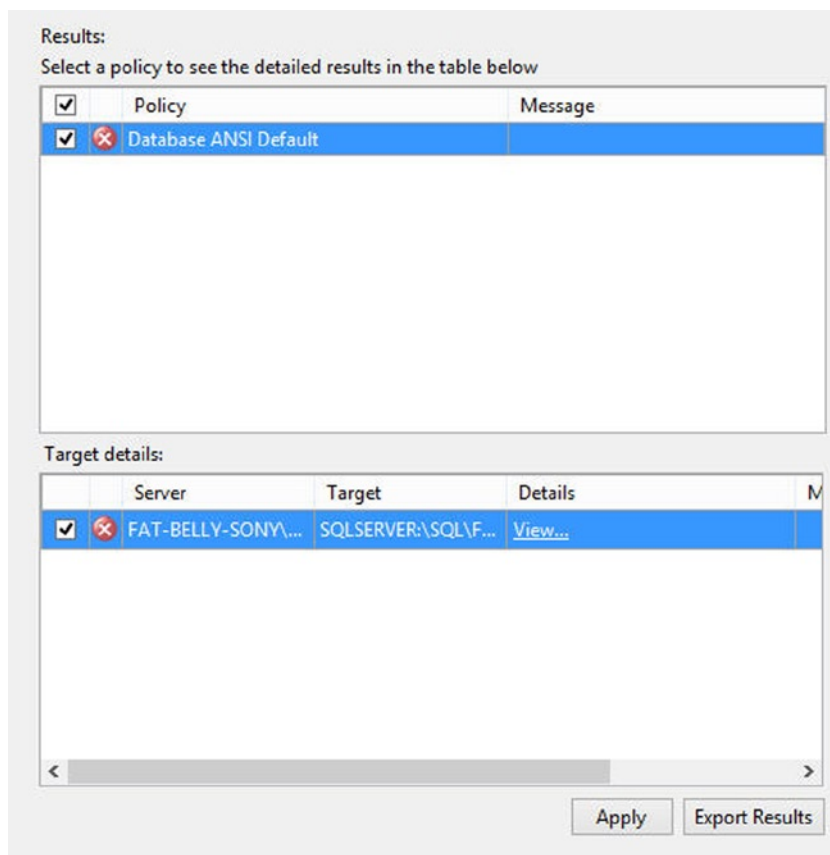 Results:
Select a policy to see the detailed results in the table below
Policy Message
Database ANSI Default
Target details:
Server Target Details M
FAT-BELLY-SONY\... SQLSERVER:\SQL\F... View...
Apply Export Results